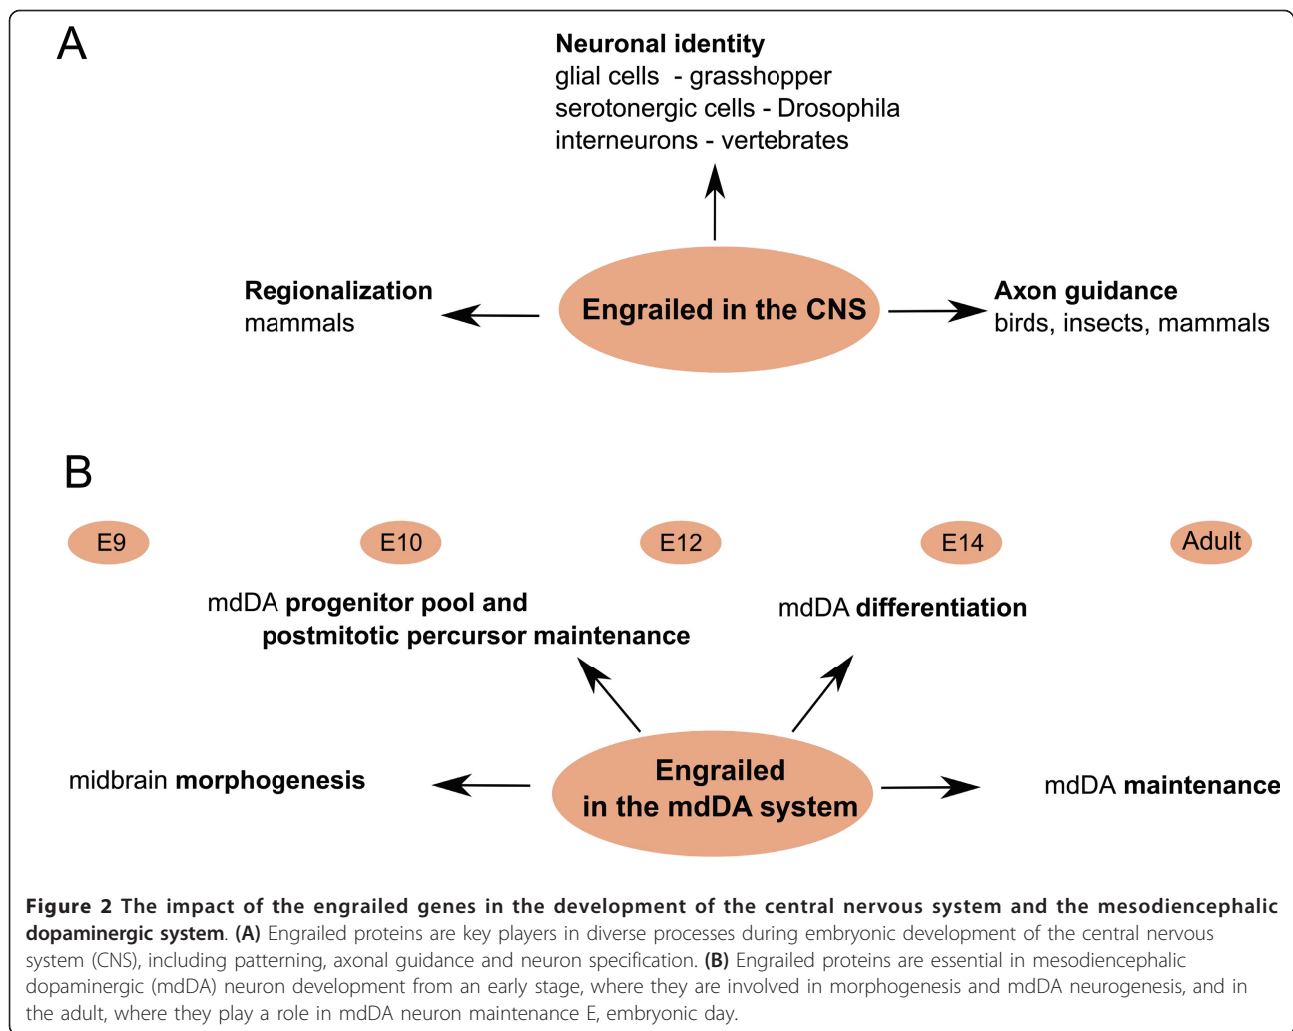 A
Neuronal identity
glial cells - grasshopper
serotonergic cells - Drosophila
interneurons - vertebrates
Regionalization
mammals
Engrailed in the CNS
Axon guidance
birds, insects, mammals
B
E9
E10
E12
E14
Adult
mdDA progenitor pool and
postmitotic percursor maintenance
mdDA differentiation
midbrain morphogenesis
Engrailed
in the mdDA system
mdDA maintenance
Figure 2 The impact of the engrailed genes in the development of the central nervous system and the mesodiencephalic
dopaminergic system. (A) Engrailed proteins are key players in diverse processes during embryonic development of the central nervous
system (CNS), including patterning, axonal guidance and neuron specification. (B) Engrailed proteins are essential in mesodiencephalic
dopaminergic (mdDA) neuron development from an early stage, where they are involved in morphogenesis and mdDA neurogenesis, and in
the adult, where they play a role in mdDA neuron maintenance E, embryonic day.